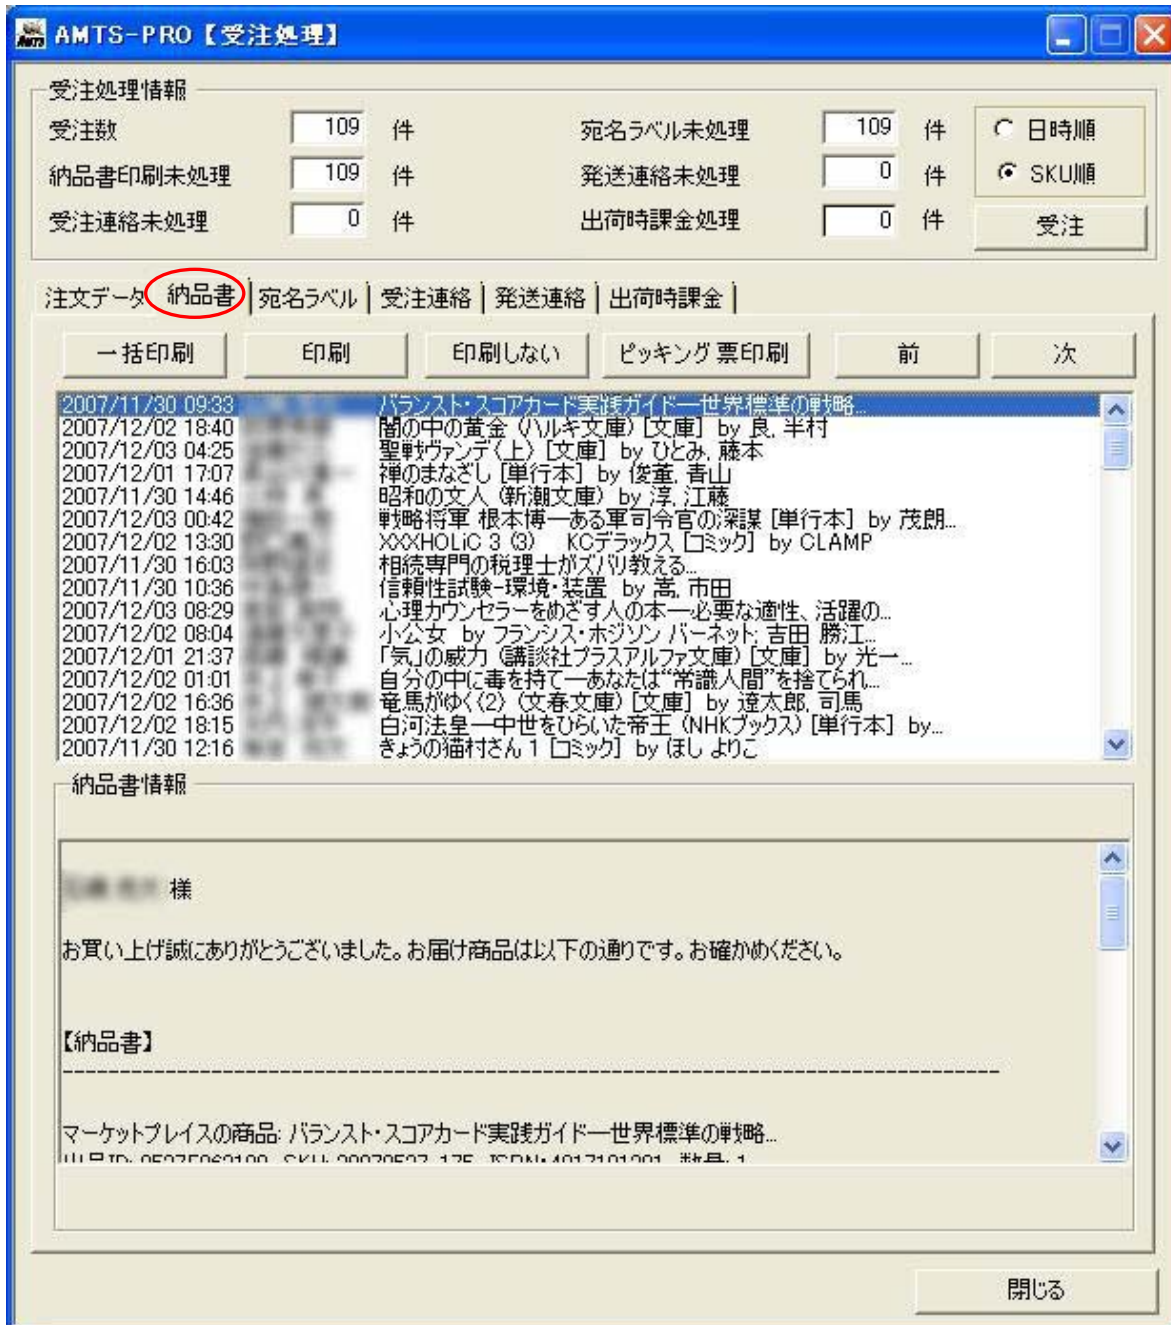 AMTS-PRO【受注処理】
受注処理情報
受注数 109 件 宛名ラベル未処理 109 件 日時順
納品書印刷未処理 109 件 発送連絡未処理 0 件 SKU順
受注連絡未処理 0 件 出荷時課金処理 0 件 受注
注文データ 納品書 宛名ラベル 受注連絡 発送連絡 出荷時課金
一括印刷 印刷 印刷しない ピッキング票印刷 前 次
2007/11/30 09:33 バランスト・スコアカード実践ガイド―世界標準の戦略...
2007/12/02 18:40 闇の中の黄金 (ハルキ文庫) [文庫] by 良, 半村
2007/12/03 04:25 聖戦ヴァンデ〈上〉 [文庫] by ひとみ, 藤本
2007/12/01 17:07 禅のまなざし [単行本] by 俊董, 青山
2007/11/30 14:46 昭和の文人 (新潮文庫) by 淳, 江藤
2007/12/03 00:42 戦略将軍 根本博―ある軍司令官の深謀 [単行本] by 茂朗...
2007/12/02 13:30 XXXHOLiC 3 (3) KCデラックス [コミック] by CLAMP
2007/11/30 16:03 相続専門の税理士がズバリ教える...
2007/11/30 10:36 信頼性試験-環境・装置 by 嵩, 市田
2007/12/03 08:29 心理カウンセラーをめざす人の本―必要な適性、活躍の...
2007/12/02 08:04 小公女 by フランシス・ホジソン バーネット; 吉田 勝江...
2007/12/01 21:37 「気」の威力 (講談社プラスアルファ文庫) [文庫] by 光一...
2007/12/02 01:01 自分の中に毒を持て―あなたは“常識人間”を捨てられ...
2007/12/02 16:36 竜馬がゆく〈2〉 (文春文庫) [文庫] by 遼太郎, 司馬
2007/12/02 18:15 白河法皇―中世をひらいた帝王 (NHKブックス) [単行本] by...
2007/11/30 12:16 きょうの猫村さん 1 [コミック] by ほし よりこ
納品書情報
様
お買い上げ誠にありがとうございました。お届け商品は以下の通りです。お確かめください。
【納品書】
------------------------------------------------------------------------------
マーケットプレイスの商品: バランスト・スコアカード実践ガイド―世界標準の戦略...
閉じる